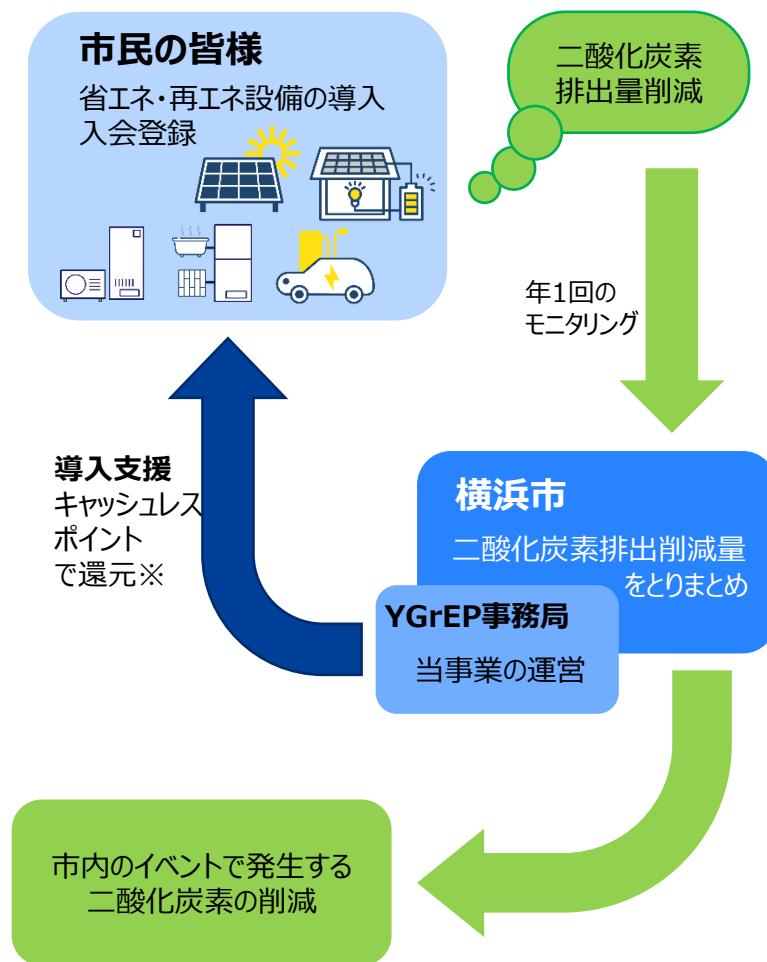 市民の皆様
省エネ・再エネ設備の導入
入会登録
二酸化炭素
排出量削減
年1回の
モニタリング
導入支援
キャッシュレス
ポイント
で還元※
横浜市
二酸化炭素排出削減量
をとりまとめ
YGrEP事務局
当事業の運営
市内のイベントで発生する
二酸化炭素の削減